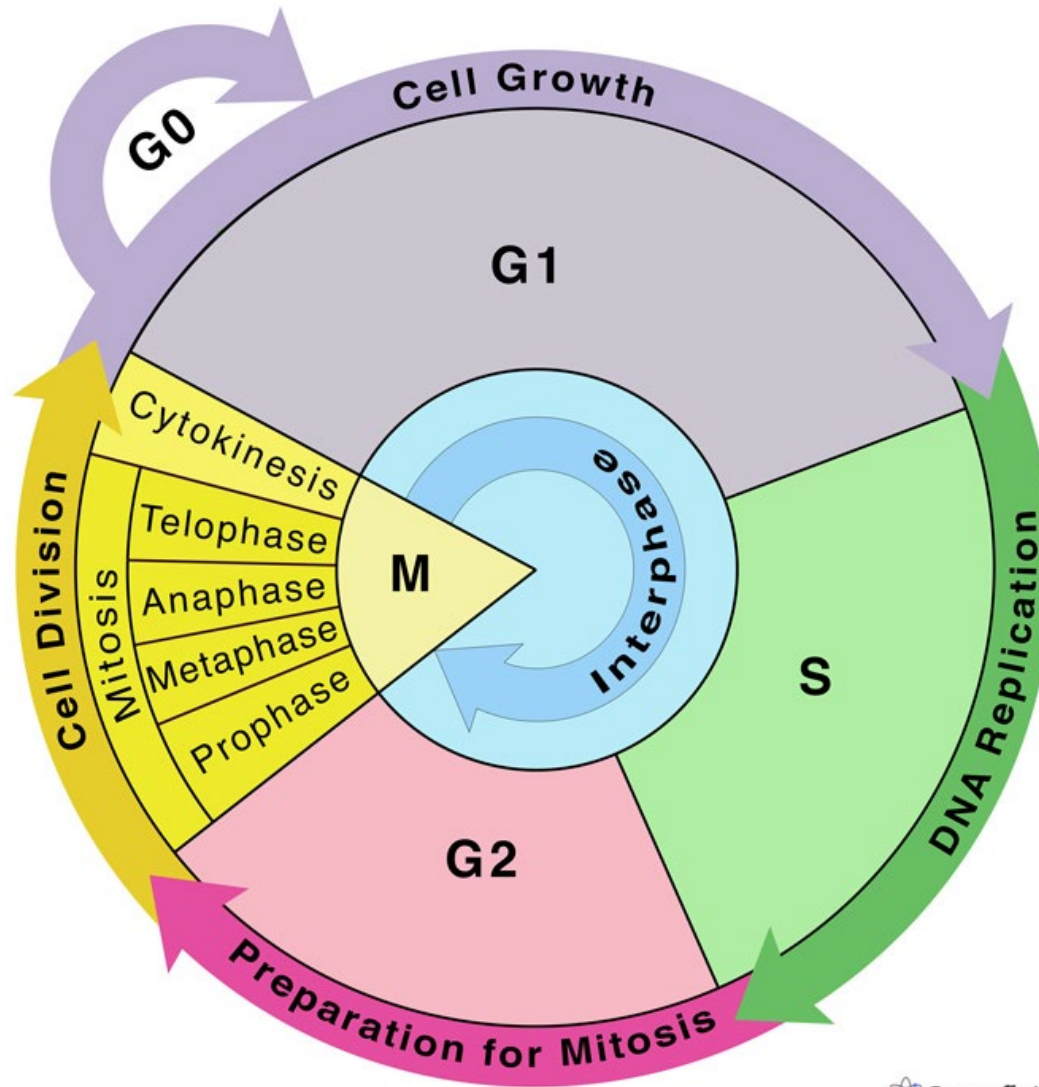 G0
Cell Growth
G1
Cytokinesis
Telophase
Anaphase
Metaphase
Prophase
Mitosis
Cell Division
M
Interphase
S
DNA Replication
G2
Preparation for Mitosis